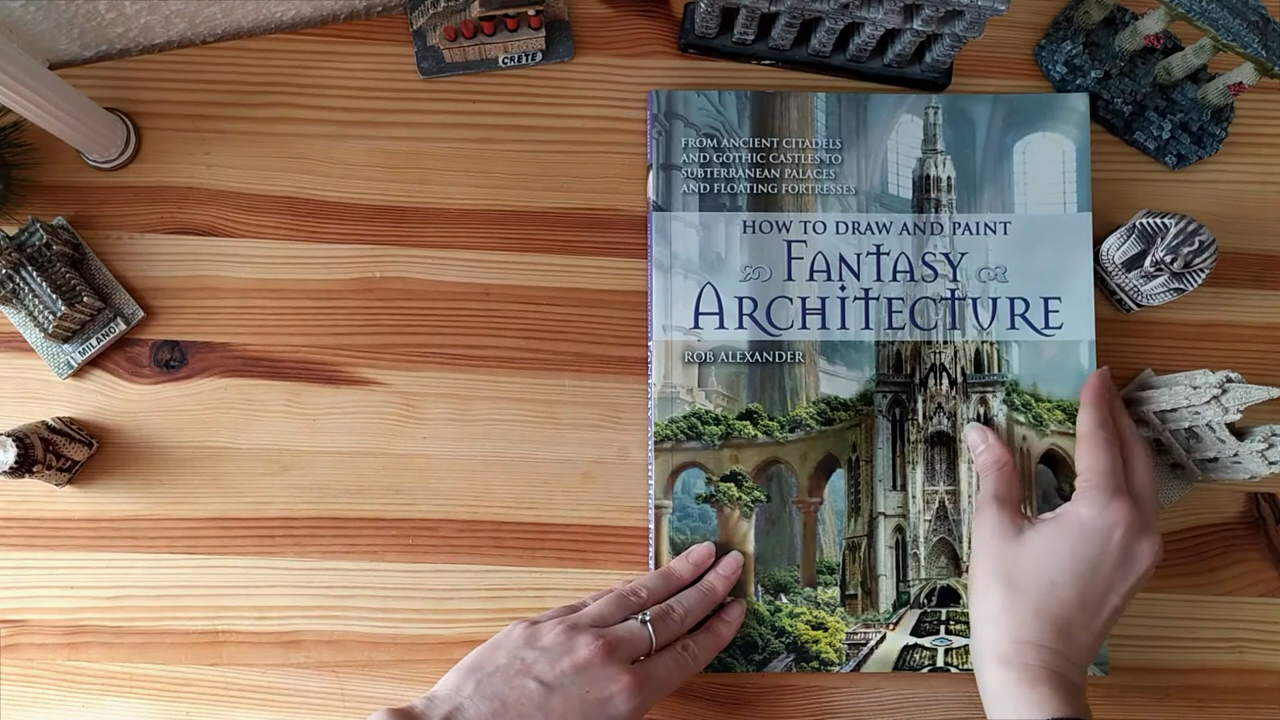 CRETE
FROM ANCIENT CITADELS
AND GOTHIC CASTLES TO
SUBTERRANEAN PALACES
AND FLOATING FORTRESSES
HOW TO DRAW AND PAINT
FANTASY
ARCHITECTURE
ROB ALEXANDER
MILANO